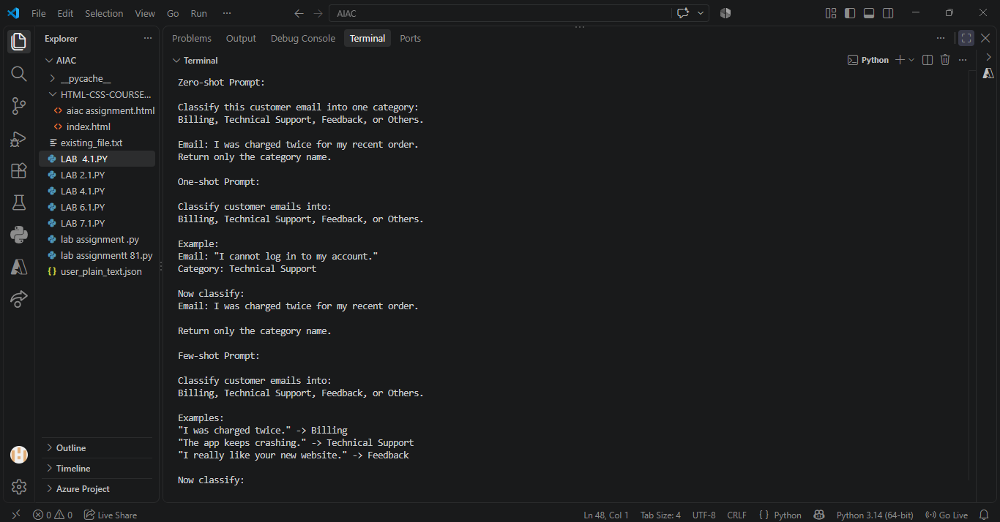 File Edit Selection View Go Run ···
AIAC
Explorer
AIAC
__pycache__
HTML-CSS-COURSE...
aiac assignment.html
index.html
existing_file.txt
LAB  4.1.PY
LAB 2.1.PY
LAB 4.1.PY
LAB 6.1.PY
LAB 7.1.PY
lab assignment .py
lab assignmentt 81.py
user_plain_text.json
Outline
Timeline
Azure Project
Problems Output Debug Console Terminal Ports
Terminal
Python
Zero-shot Prompt:
Classify this customer email into one category:
Billing, Technical Support, Feedback, or Others.
Email: I was charged twice for my recent order.
Return only the category name.
One-shot Prompt:
Classify customer emails into:
Billing, Technical Support, Feedback, or Others.
Example:
Email: "I cannot log in to my account."
Category: Technical Support
Now classify:
Email: I was charged twice for my recent order.
Return only the category name.
Few-shot Prompt:
Classify customer emails into:
Billing, Technical Support, Feedback, or Others.
Examples:
"I was charged twice." -> Billing
"The app keeps crashing." -> Technical Support
"I really like your new website." -> Feedback
Now classify:
0 0 Live Share Ln 48, Col 1 Tab Size: 4 UTF-8 CRLF { } Python Python 3.14 (64-bit) Go Live